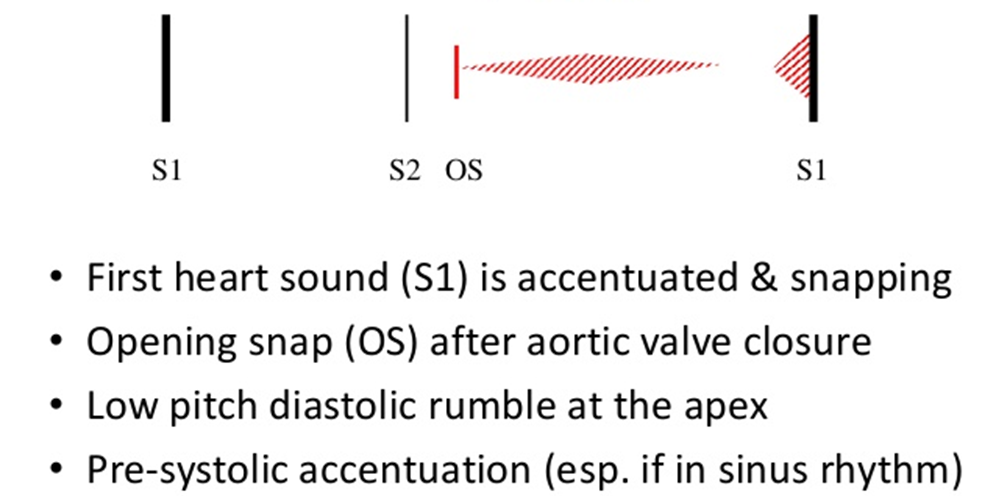 S1 S2 OS S1
• First heart sound (S1) is accentuated & snapping
• Opening snap (OS) after aortic valve closure
• Low pitch diastolic rumble at the apex
• Pre-systolic accentuation (esp. if in sinus rhythm)